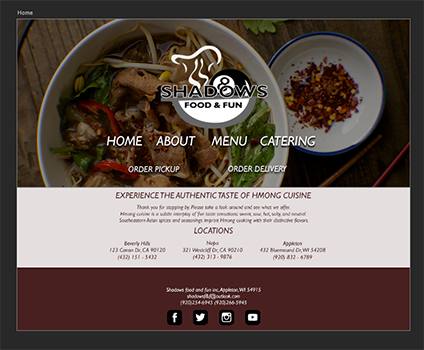 Home
SHADOWS
8
FOOD & FUN
HOME ABOUT MENU CATERING
ORDER PICKUP ORDER DELIVERY
EXPERIENCE THE AUTHENTIC TASTE OF HMONG CUISINE
Thank you for stopping by. Please take a look around and see what we offer.
Hmong cuisine is a subtle interplay of five taste sensations: sweet, sour, hot, salty, and neutral.
Southeastern Asian spices and seasonings inspire Hmong cooking with their distinctive flavors.
LOCATIONS
Beverly Hills Napa Appleton
123 Canon Dr, CA 90120 321 Westcliff Dr, CA 90210 432 Bluemound Dr, WI 54208
(432) 151 - 5432 (432) 313 - 9876 (920) 832 - 6789
Shadows food and fun inc, Appleton, WI 54915
(920)254-6945 (920)266-5945